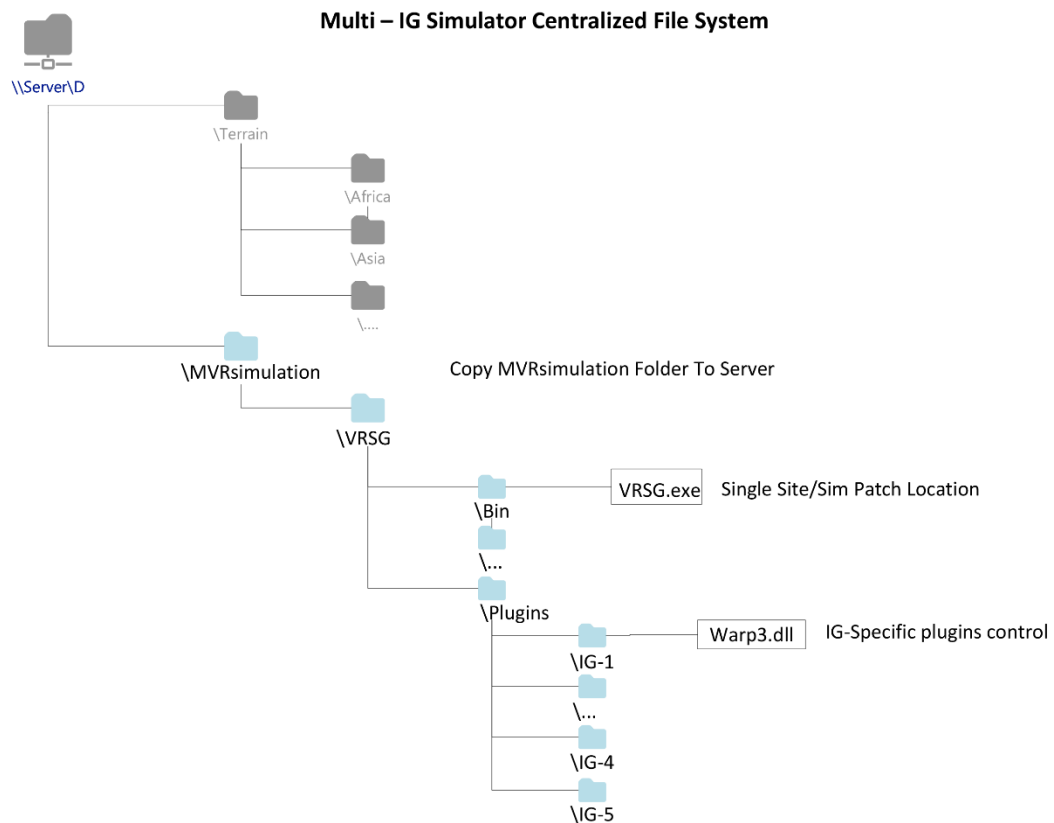 Multi – IG Simulator Centralized File System
\\Server\D
\Terrain
\Africa
\Asia
\....
\MVRsimulation
Copy MVRsimulation Folder To Server
\VRSG
VRSG.exe
Single Site/Sim Patch Location
\Bin
\...
\Plugins
Warp3.dll
IG-Specific plugins control
\IG-1
\...
\IG-4
\IG-5